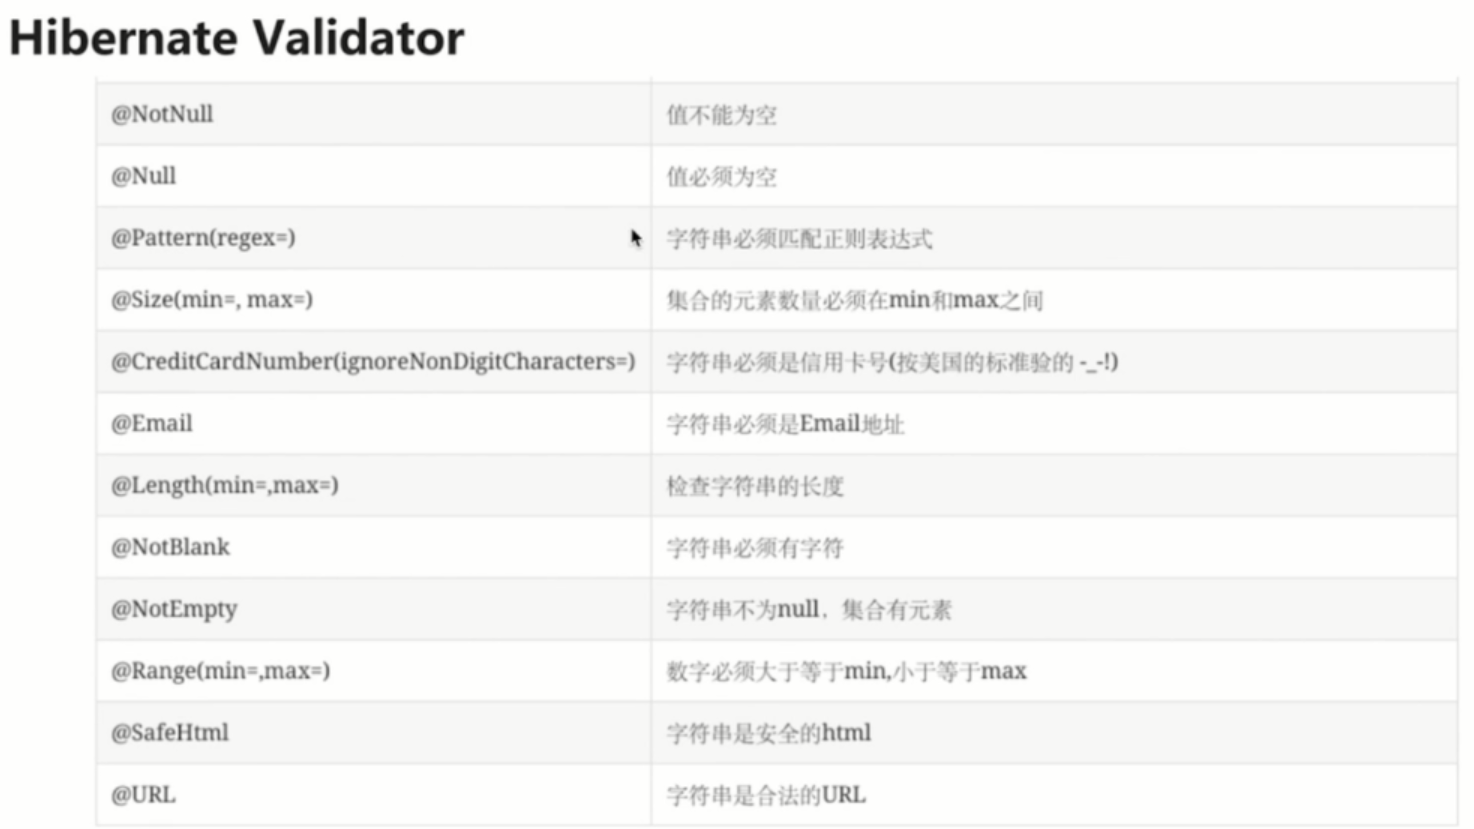 Hibernate Validator
@NotNull 值不能为空
@Null 值必须为空
@Pattern(regex=) 字符串必须匹配正则表达式
@Size(min=, max=) 集合的元素数量必须在min和max之间
@CreditCardNumber(ignoreNonDigitCharacters=) 字符串必须是信用卡号(按美国的标准验的 -_-!)
@Email 字符串必须是Email地址
@Length(min=,max=) 检查字符串的长度
@NotBlank 字符串必须有字符
@NotEmpty 字符串不为null，集合有元素
@Range(min=,max=) 数字必须大于等于min,小于等于max
@SafeHtml 字符串是安全的html
@URL 字符串是合法的URL